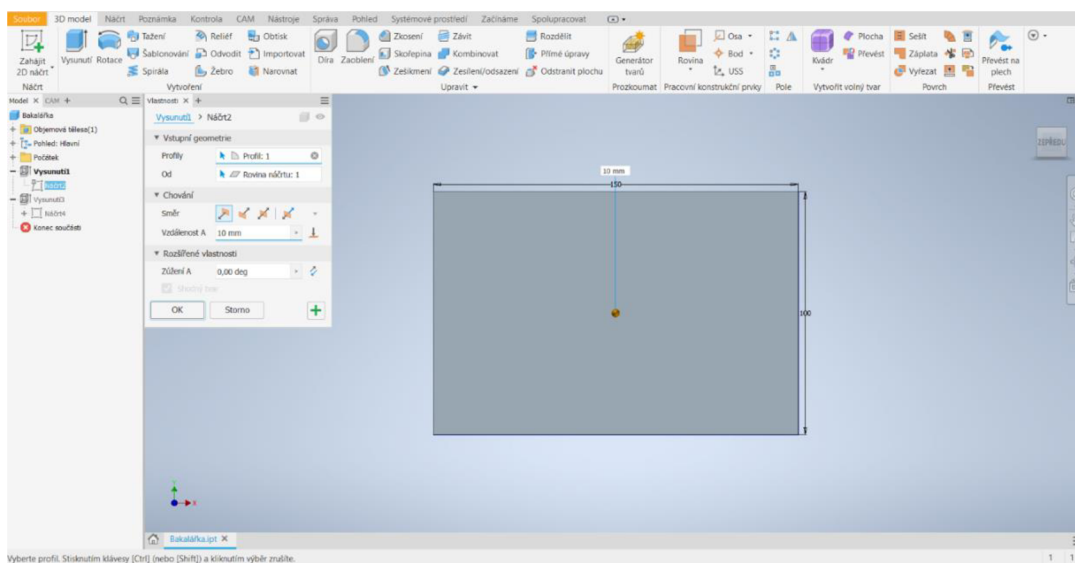 Soubor 3D model Náčrt Poznámka Kontrola CAM Nástroje Správa Pohled Systémové prostředí Začínáme Spolupracovat
Zahájit 2D náčrt
Vysunutí Rotace
Tažení Reliéf Obtisk
Šablonování Odvodit Importovat
Spirála Žebro Narovnat
Díra Zaoblení
Zkosení Závit Rozdělit
Skořepina Kombinovat Přímé úpravy
Zešikmení Zesílení/odsazení Odstranit plochu
Generátor tvarů
Rovina
Osa
Bod
USS
Kvádr
Plocha
Převést
Sešít
Záplata
Vyřezat
Převést na plech
Náčrt Vytvoření Upravit Prozkoumat Pracovní konstrukční prvky Pole Vytvořit volný tvar Povrch Převést
Model X CAM +
Bakalářka
Objemová tělesa(1)
Pohled: Hlavní
Počátek
Vysunutí1
Náčrt2
Vysunutí3
Náčrt4
Konec součásti
Vlastnosti X +
Vysunutí1 > Náčrt2
Vstupní geometrie
Profily Profil: 1
Od Rovina náčrtu: 1
Chování
Směr
Vzdálenost A 10 mm
Rozšířené vlastnosti
Zúžení A 0,00 deg
Shodný tvar
OK Storno
10 mm
150
100
ZEPŘEDU
Y
X
Bakalářka.ipt X
Vyberte profil. Stisknutím klávesy [Ctrl] (nebo [Shift]) a kliknutím výběr zrušíte.
1 1